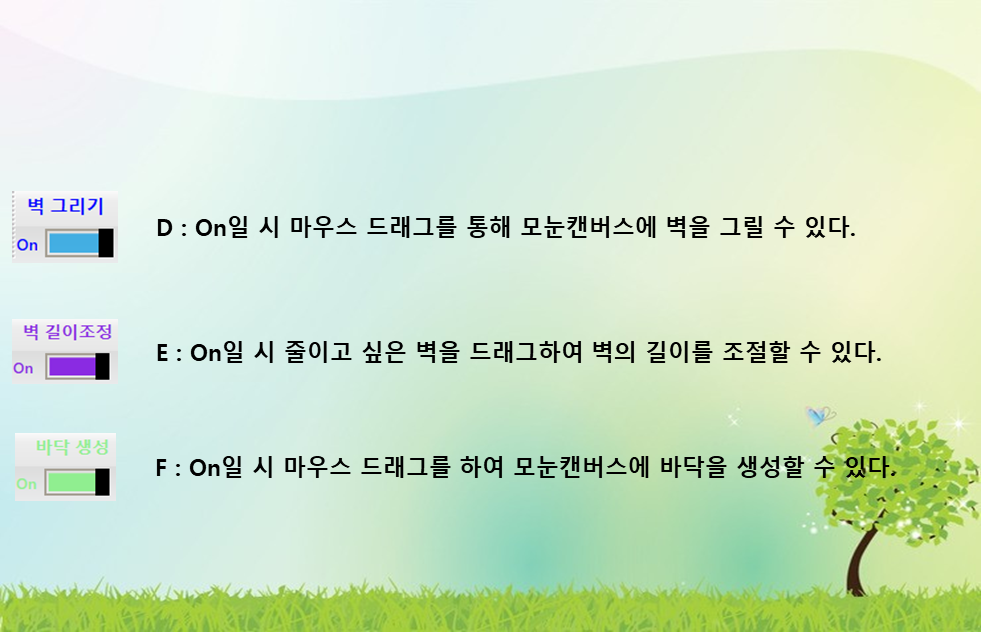 벽 그리기
On
D : On일 시 마우스 드래그를 통해 모눈캔버스에 벽을 그릴 수 있다.
벽 길이조정
On
E : On일 시 줄이고 싶은 벽을 드래그하여 벽의 길이를 조절할 수 있다.
바닥 생성
On
F : On일 시 마우스 드래그를 하여 모눈캔버스에 바닥을 생성할 수 있다.